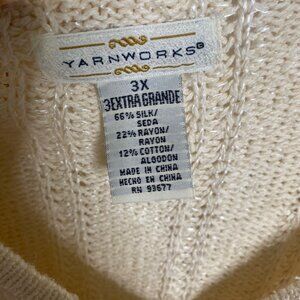 YARNWORKS®
3X
3EXTRA GRANDE
66% SILK/
SEDA
22% RAYON/
RAYON
12% COTTON/
ALGODON
MADE IN CHINA
HECHO EN CHINA
RN 93677